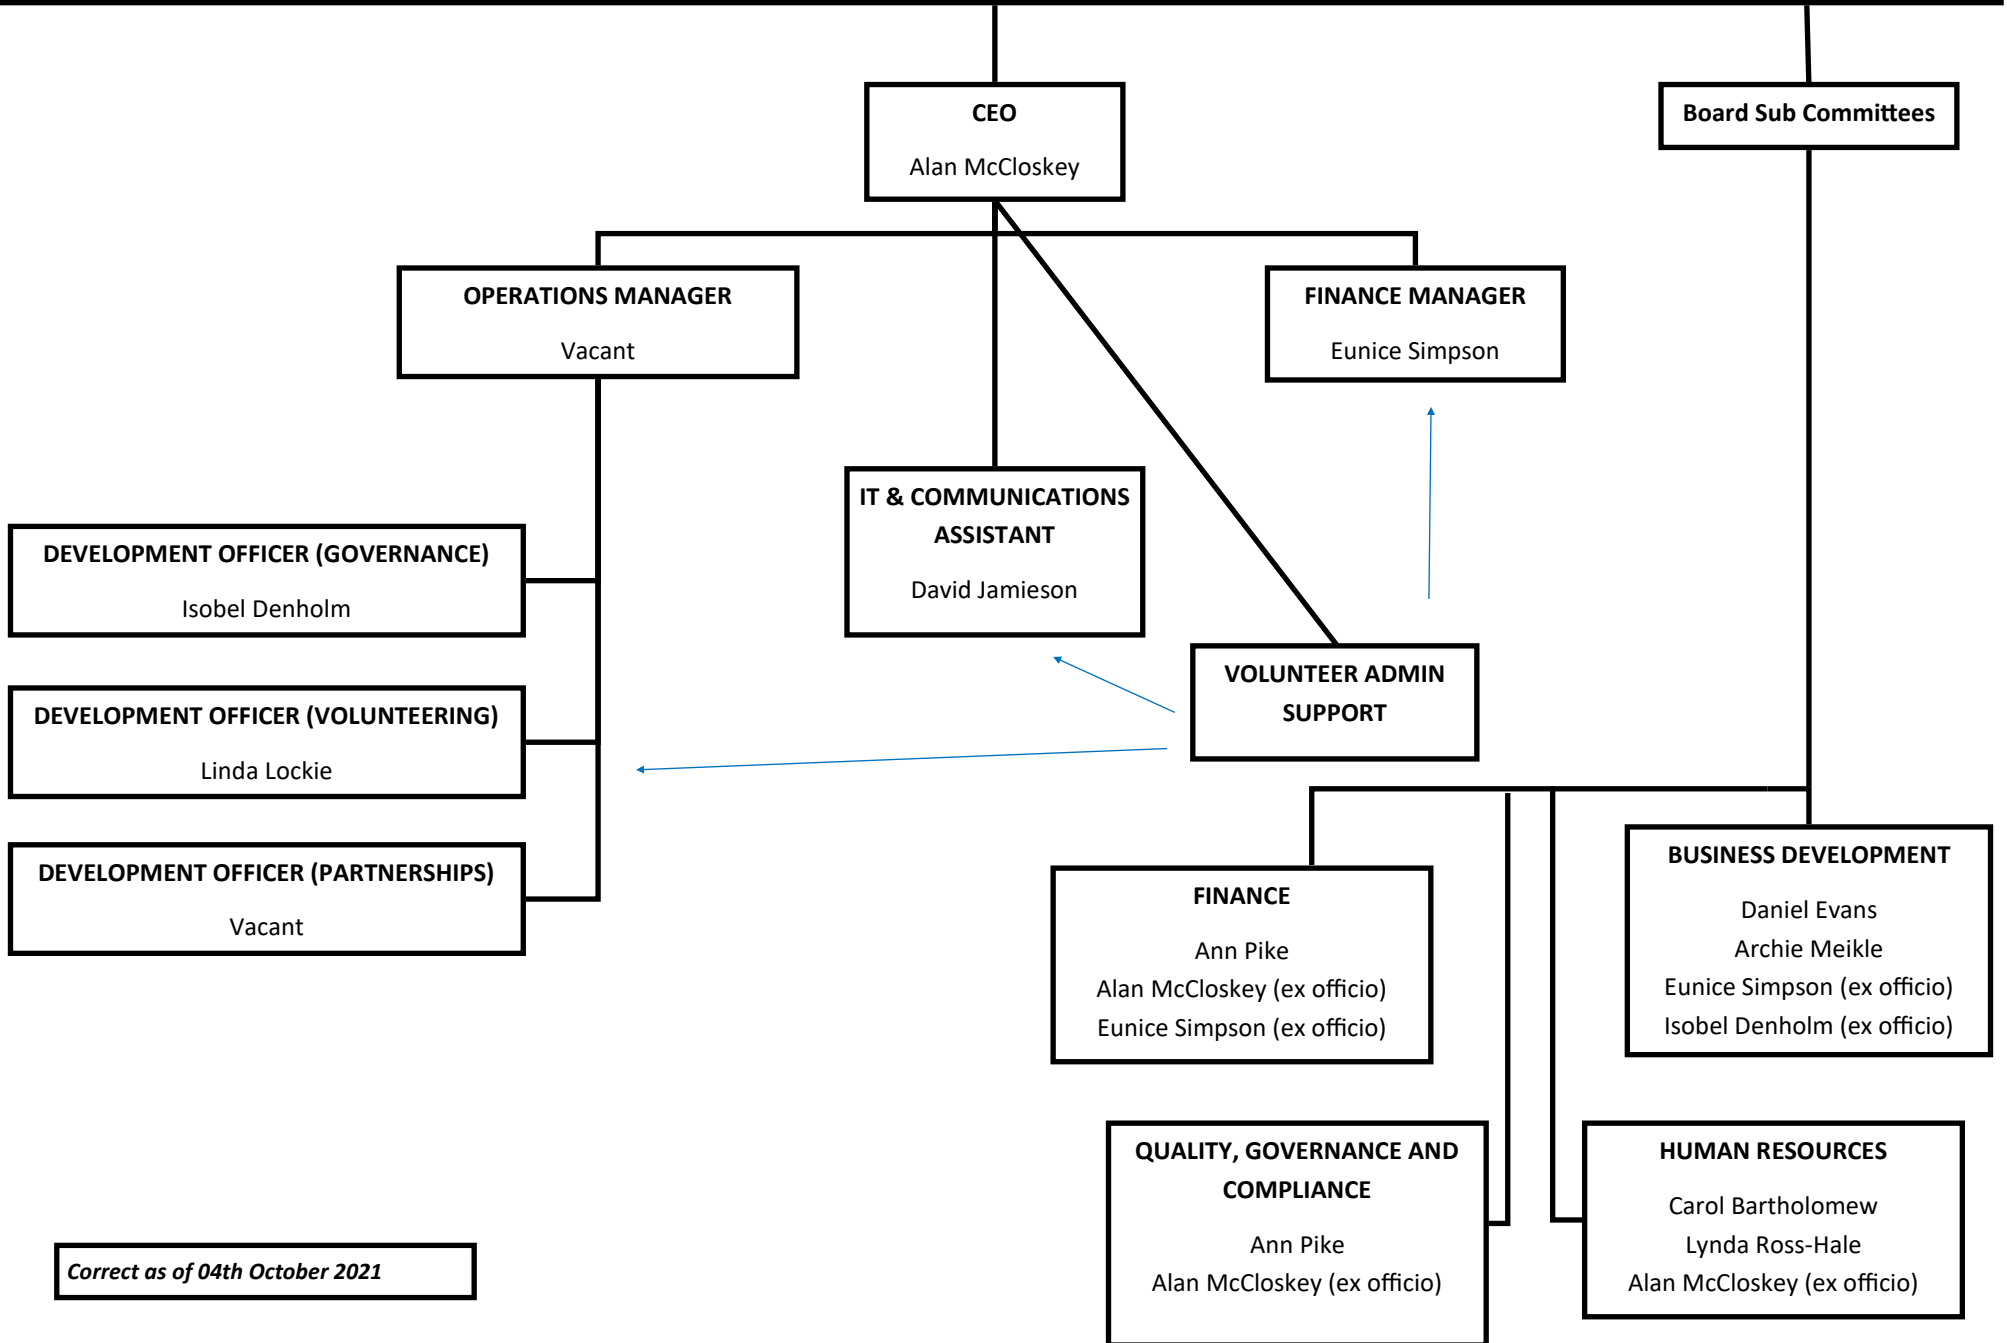 CEO
Alan McCloskey
Board Sub Committees
OPERATIONS MANAGER
Vacant
FINANCE MANAGER
Eunice Simpson
IT & COMMUNICATIONS
ASSISTANT
David Jamieson
DEVELOPMENT OFFICER (GOVERNANCE)
Isobel Denholm
VOLUNTEER ADMIN
SUPPORT
DEVELOPMENT OFFICER (VOLUNTEERING)
Linda Lockie
DEVELOPMENT OFFICER (PARTNERSHIPS)
Vacant
FINANCE
Ann Pike
Alan McCloskey (ex officio)
Eunice Simpson (ex officio)
BUSINESS DEVELOPMENT
Daniel Evans
Archie Meikle
Eunice Simpson (ex officio)
Isobel Denholm (ex officio)
QUALITY, GOVERNANCE AND
COMPLIANCE
Ann Pike
Alan McCloskey (ex officio)
HUMAN RESOURCES
Carol Bartholomew
Lynda Ross-Hale
Alan McCloskey (ex officio)
Correct as of 04th October 2021